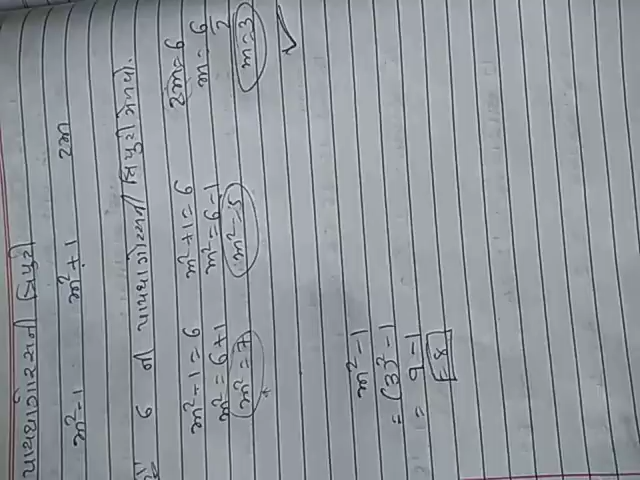 પાયથાગોરસની ત્રિપુટી
m²-1 m²+1 2m
6 ની પાયથાગોરસની ત્રિપુટી મેળવો.
m²-1=6 m²+1=6 2m=6
m²=6+1 m²=6-1 m=6/2
m²=7 m²=5 m=3
m²-1
=(3)²-1
=9-1
=8